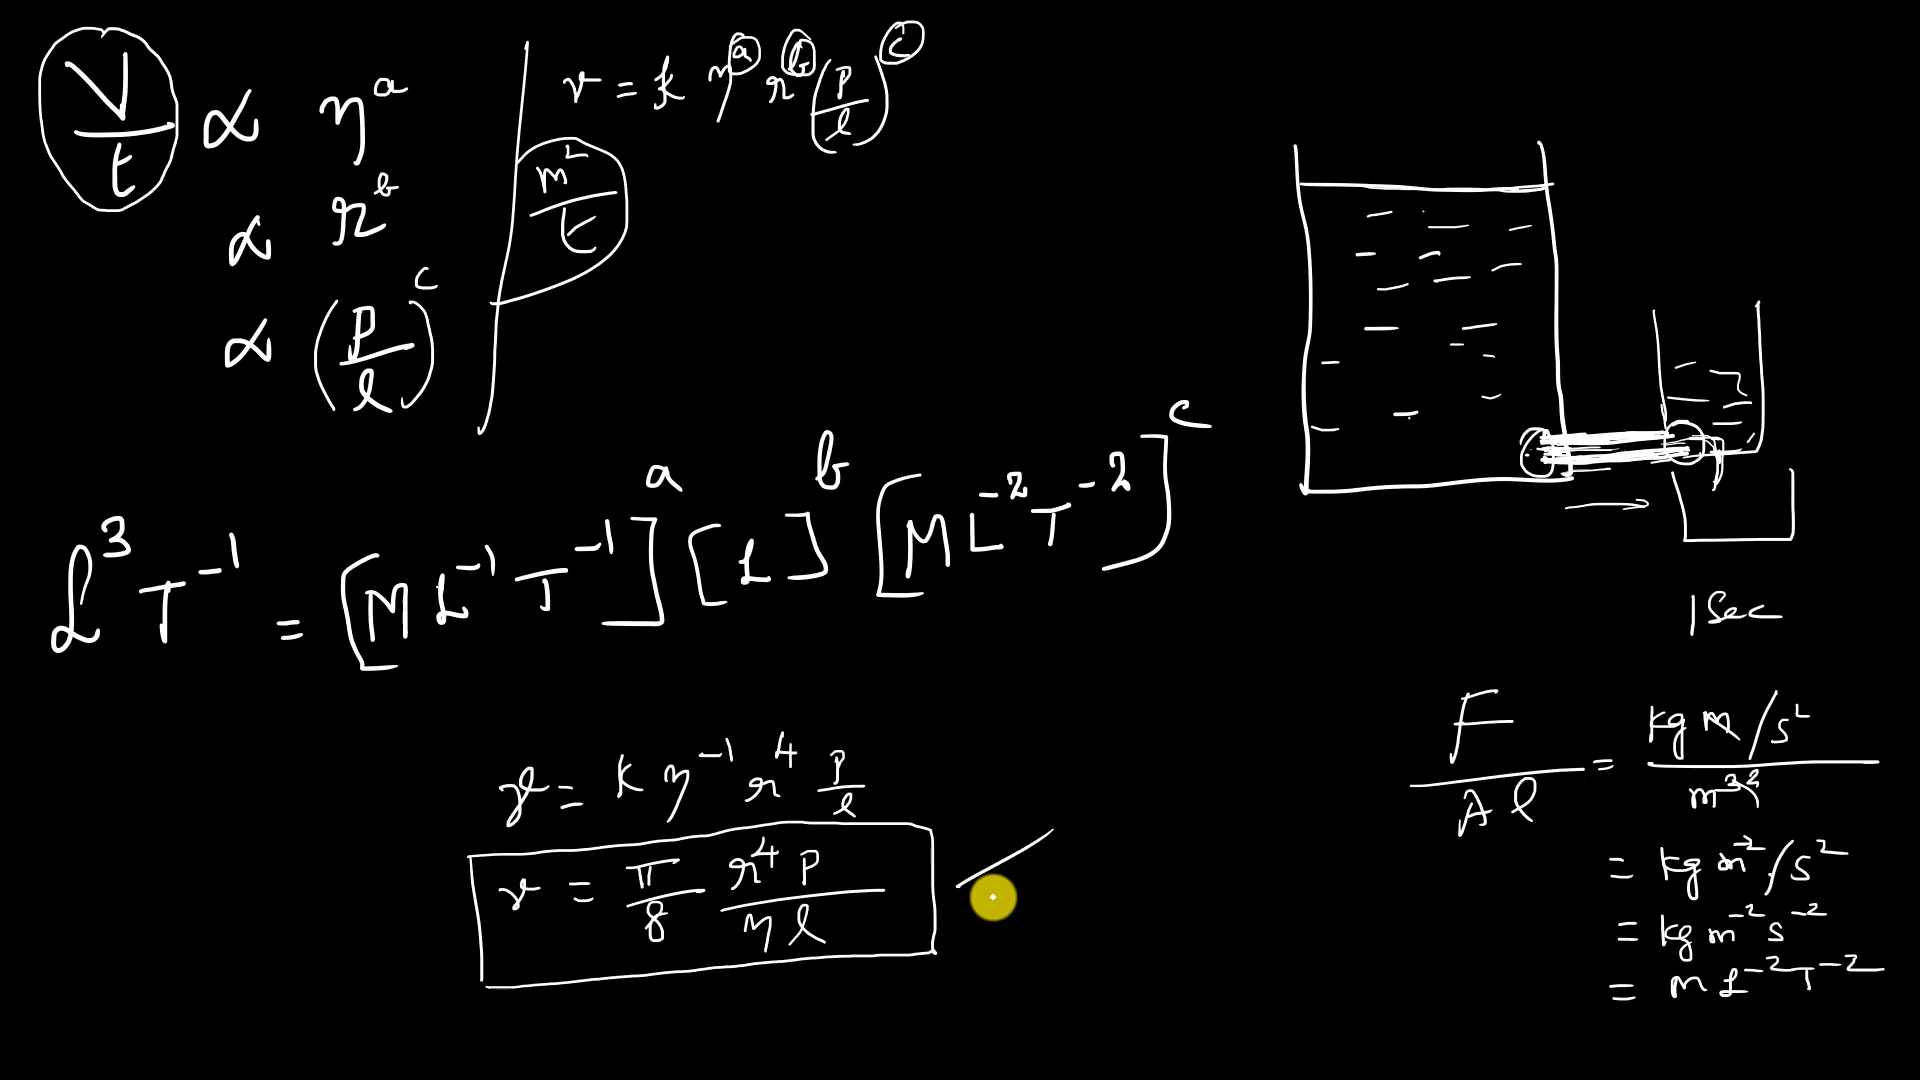 V/t ∝ η^a
∝ r^b
∝ (P/l)^c
v = k η^a r^b (P/l)^c
m^2/t
L^3 T^-1 = [M L^-1 T^-1]^a [L]^b [M L^-2 T^-2]^c
1 Sec
v = k η^-1 r^4 P/l
v = π/8 r^4 P/η l
F/A l = kg m/s^2 / m^3 2
= kg m^-2/s^2
= kg m^-2 s^-2
= M L^-2 T^-2